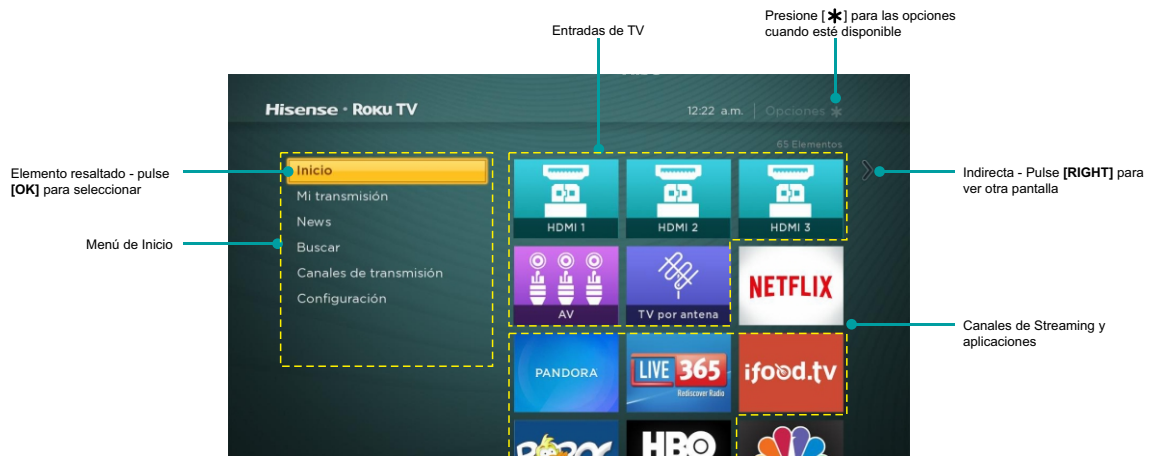 Presione [✱] para las opciones
cuando esté disponible
Entradas de TV
Hisense · Roku TV
12:22 a.m. | Opciones ✱
65 Elementos
Elemento resaltado - pulse
[OK] para seleccionar
Inicio
Mi transmisión
News
Buscar
Canales de transmisión
Configuración
Menú de Inicio
HDMI 1
HDMI 2
HDMI 3
Indirecta - Pulse [RIGHT] para
ver otra pantalla
AV
TV por antena
NETFLIX
Canales de Streaming y
aplicaciones
PANDORA
LIVE 365
Rediscover Radio
ifood.tv
HBO